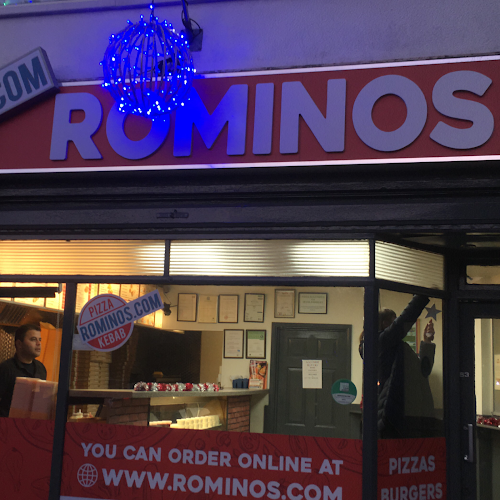 COM
ROMINOS
PIZZA
ROMINOS.COM
KEBAB
YOU CAN ORDER ONLINE AT
WWW.ROMINOS.COM
PIZZAS
BURGERS